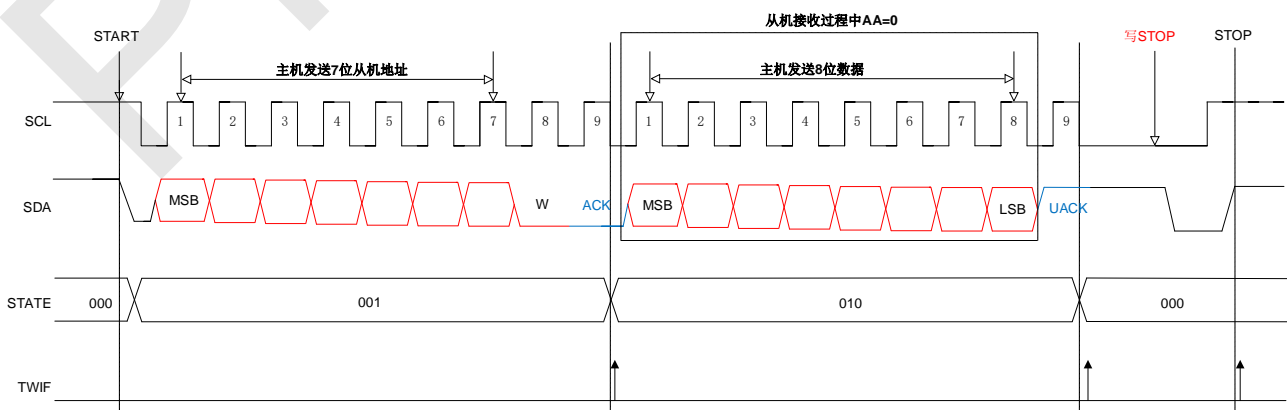 从机接收过程中AA=0
START
写STOP
STOP
主机发送7位从机地址
主机发送8位数据
SCL
1 2 3 4 5 6 7 8 9 1 2 3 4 5 6 7 8 9
SDA
MSB W ACK MSB LSB UACK
STATE
000 001 010 000
TWIF